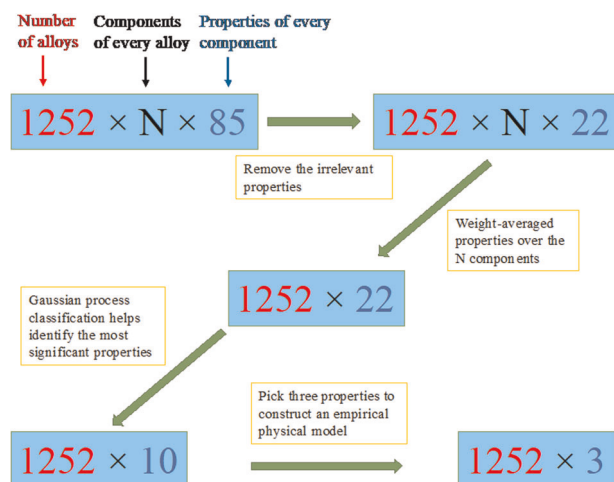 Number of alloys
Components of every alloy
Properties of every component
1252 × N × 85
1252 × N × 22
Remove the irrelevant
properties
Weight-averaged
properties over the
N components
1252 × 22
Gaussian process
classification helps
identify the most
significant properties
Pick three properties to
construct an empirical
physical model
1252 × 10
1252 × 3